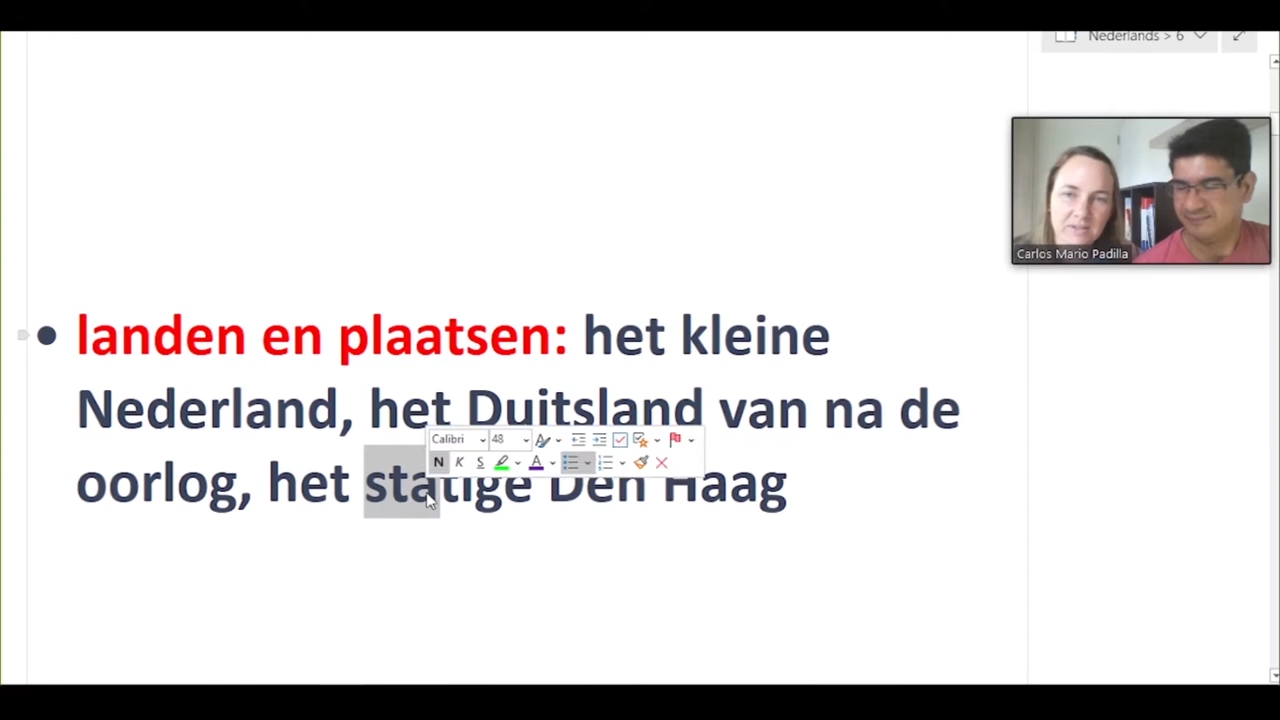 Nederlands > 6
Carlos Mario Padilla
landen en plaatsen: het kleine
Nederland, het Duitsland van na de
Calibri 48
N K S
oorlog, het statige Den Haag